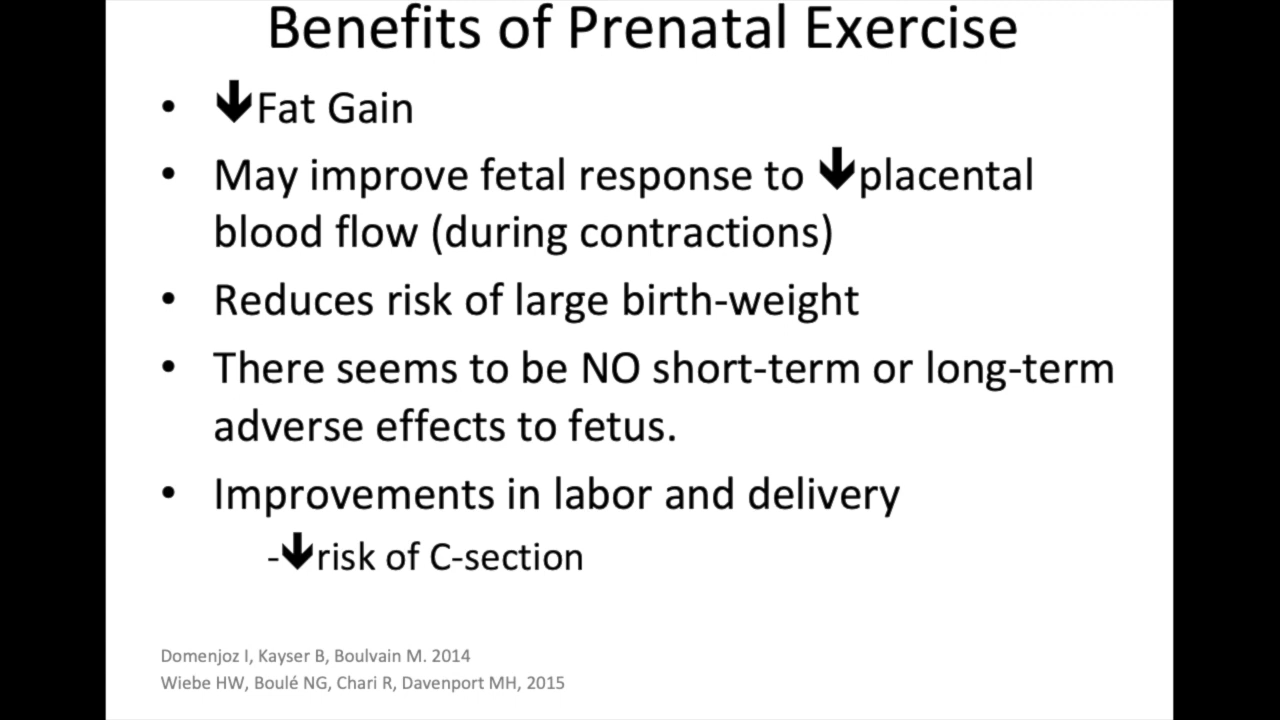 Benefits of Prenatal Exercise
• ↓Fat Gain
• May improve fetal response to ↓placental
blood flow (during contractions)
• Reduces risk of large birth-weight
• There seems to be NO short-term or long-term
adverse effects to fetus.
• Improvements in labor and delivery
-↓risk of C-section
Domenjoz I, Kayser B, Boulvain M. 2014
Wiebe HW, Boulé NG, Chari R, Davenport MH, 2015